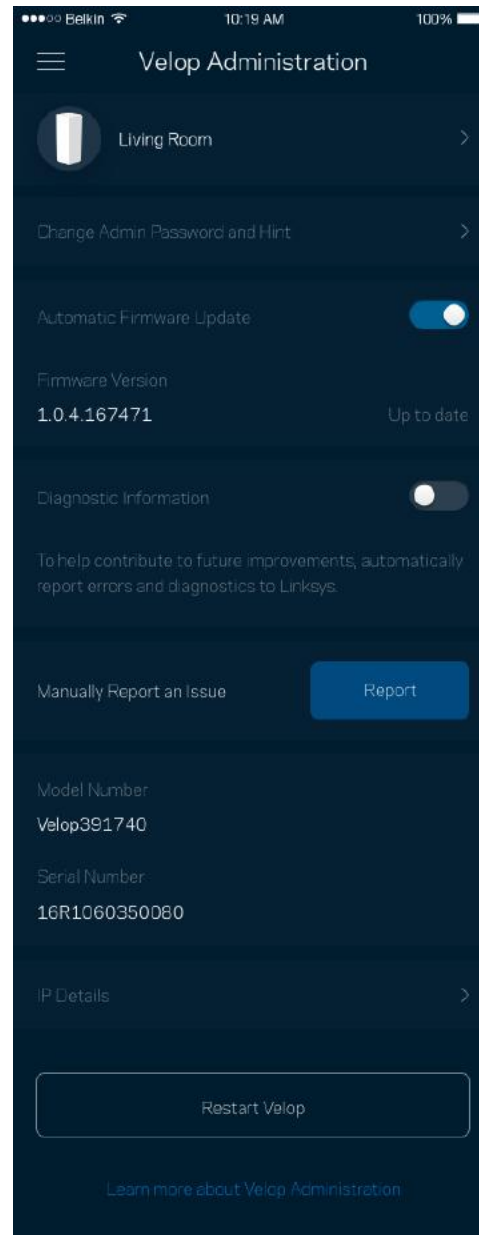 Belkin 10:19 AM 100%
Velop Administration
Living Room
Change Admin Password and Hint
Automatic Firmware Update
Firmware Version
1.0.4.167471 Up to date
Diagnostic Information
To help contribute to future improvements, automatically
report errors and diagnostics to Linksys.
Manually Report an Issue Report
Model Number
Velop391740
Serial Number
16R1060350080
IP Details
Restart Velop
Learn more about Velop Administration